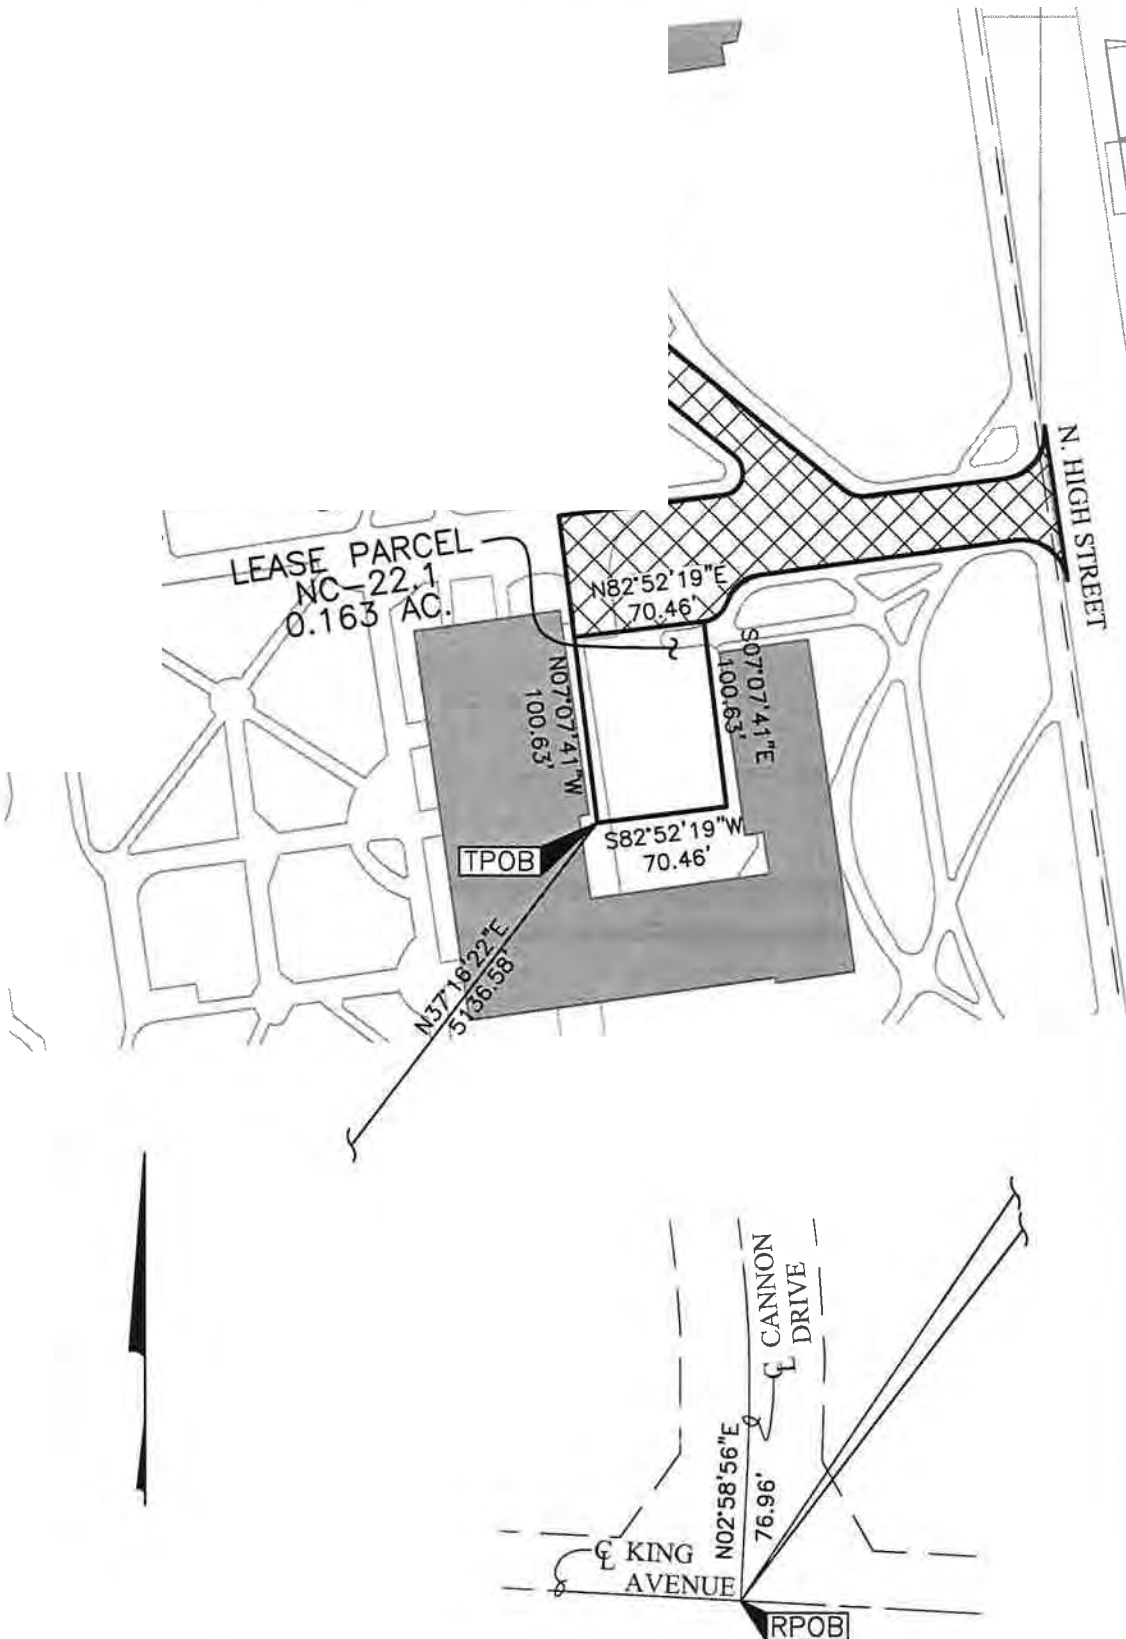 N. HIGH STREET
LEASE PARCEL
NC-22.1
0.163 AC.
N82°52'19"E
70.46'
N07°07'41"W
100.63'
S07°07'41"E
100.63'
S82°52'19"W
70.46'
TPOB
N37°16'22"E
5136.58'
℄ CANNON
DRIVE
N02°58'56"E
76.96'
℄ KING
AVENUE
RPOB